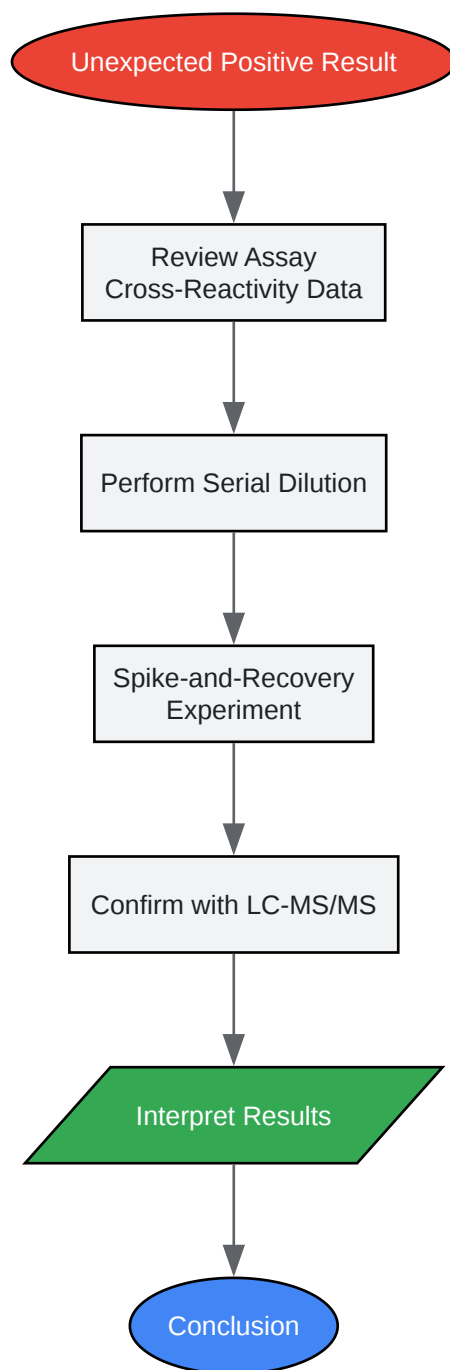 Unexpected Positive Result
Review Assay
Cross-Reactivity Data
Perform Serial Dilution
Spike-and-Recovery
Experiment
Confirm with LC-MS/MS
Interpret Results
Conclusion